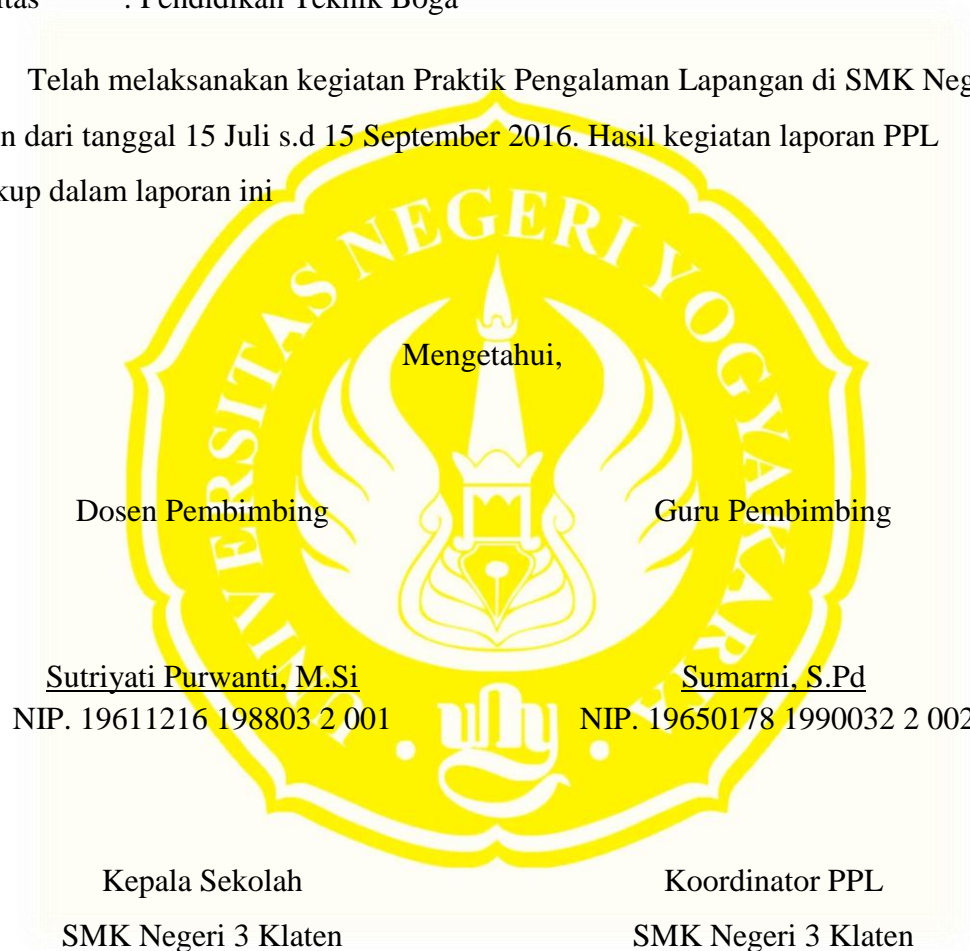 itas : Pendidikan Teknik Boga
Telah melaksanakan kegiatan Praktik Pengalaman Lapangan di SMK Neg
n dari tanggal 15 Juli s.d 15 September 2016. Hasil kegiatan laporan PPL
kup dalam laporan ini
UNIVERSITAS NEGERI YOGYAKARTA
Mengetahui,
Dosen Pembimbing Guru Pembimbing
Sutriyati Purwanti, M.Si Sumarni, S.Pd
NIP. 19611216 198803 2 001 NIP. 19650178 1990032 2 002
uny
Kepala Sekolah Koordinator PPL
SMK Negeri 3 Klaten SMK Negeri 3 Klaten